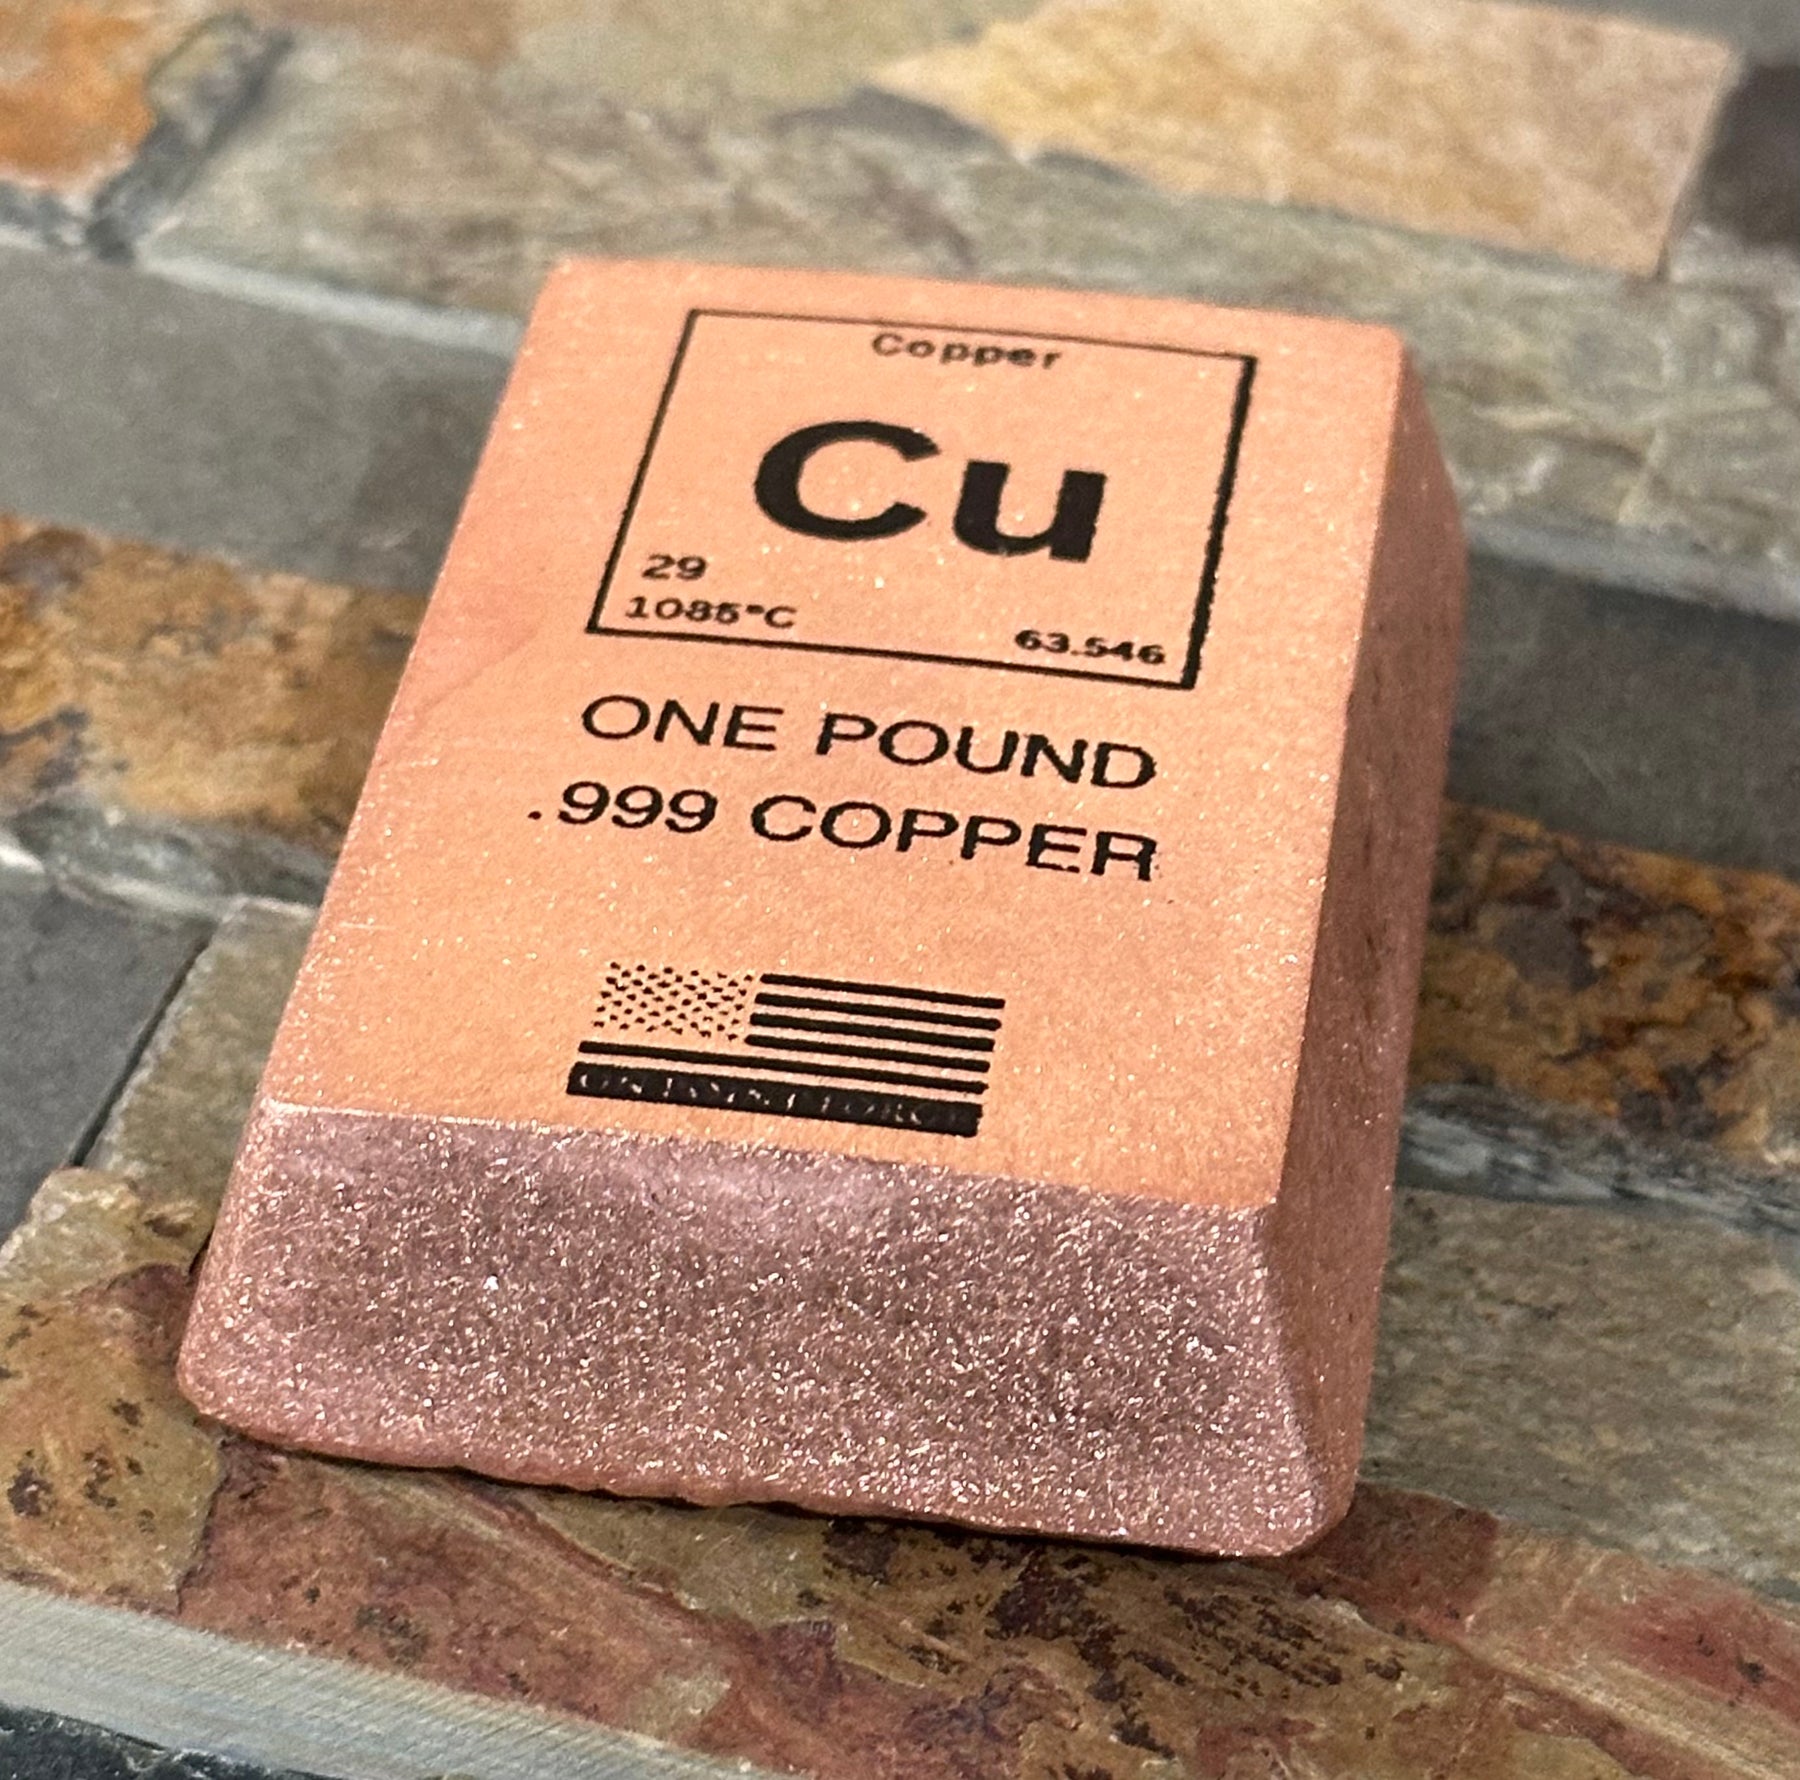 Copper
Cu
29
1085°C
63.546
ONE POUND
.999 COPPER